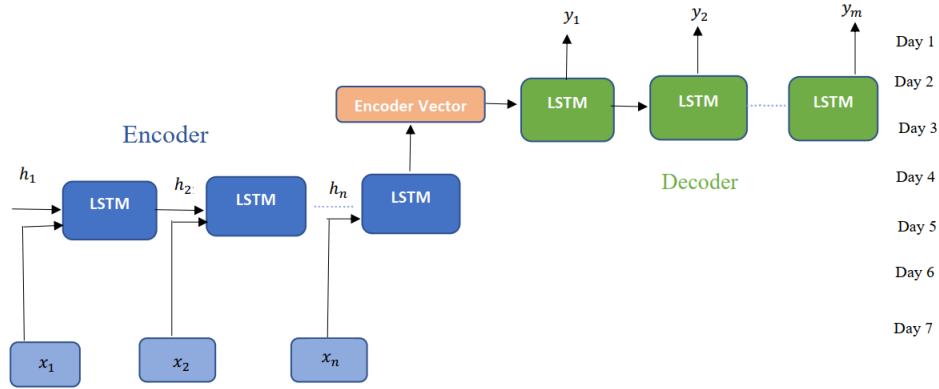 y₁
y₂
yₘ
Day 1
Day 2
LSTM
LSTM
LSTM
Encoder Vector
Day 3
Encoder
Decoder
Day 4
h₁
h₂
hₙ
LSTM
LSTM
LSTM
Day 5
Day 6
Day 7
x₁
x₂
xₙ